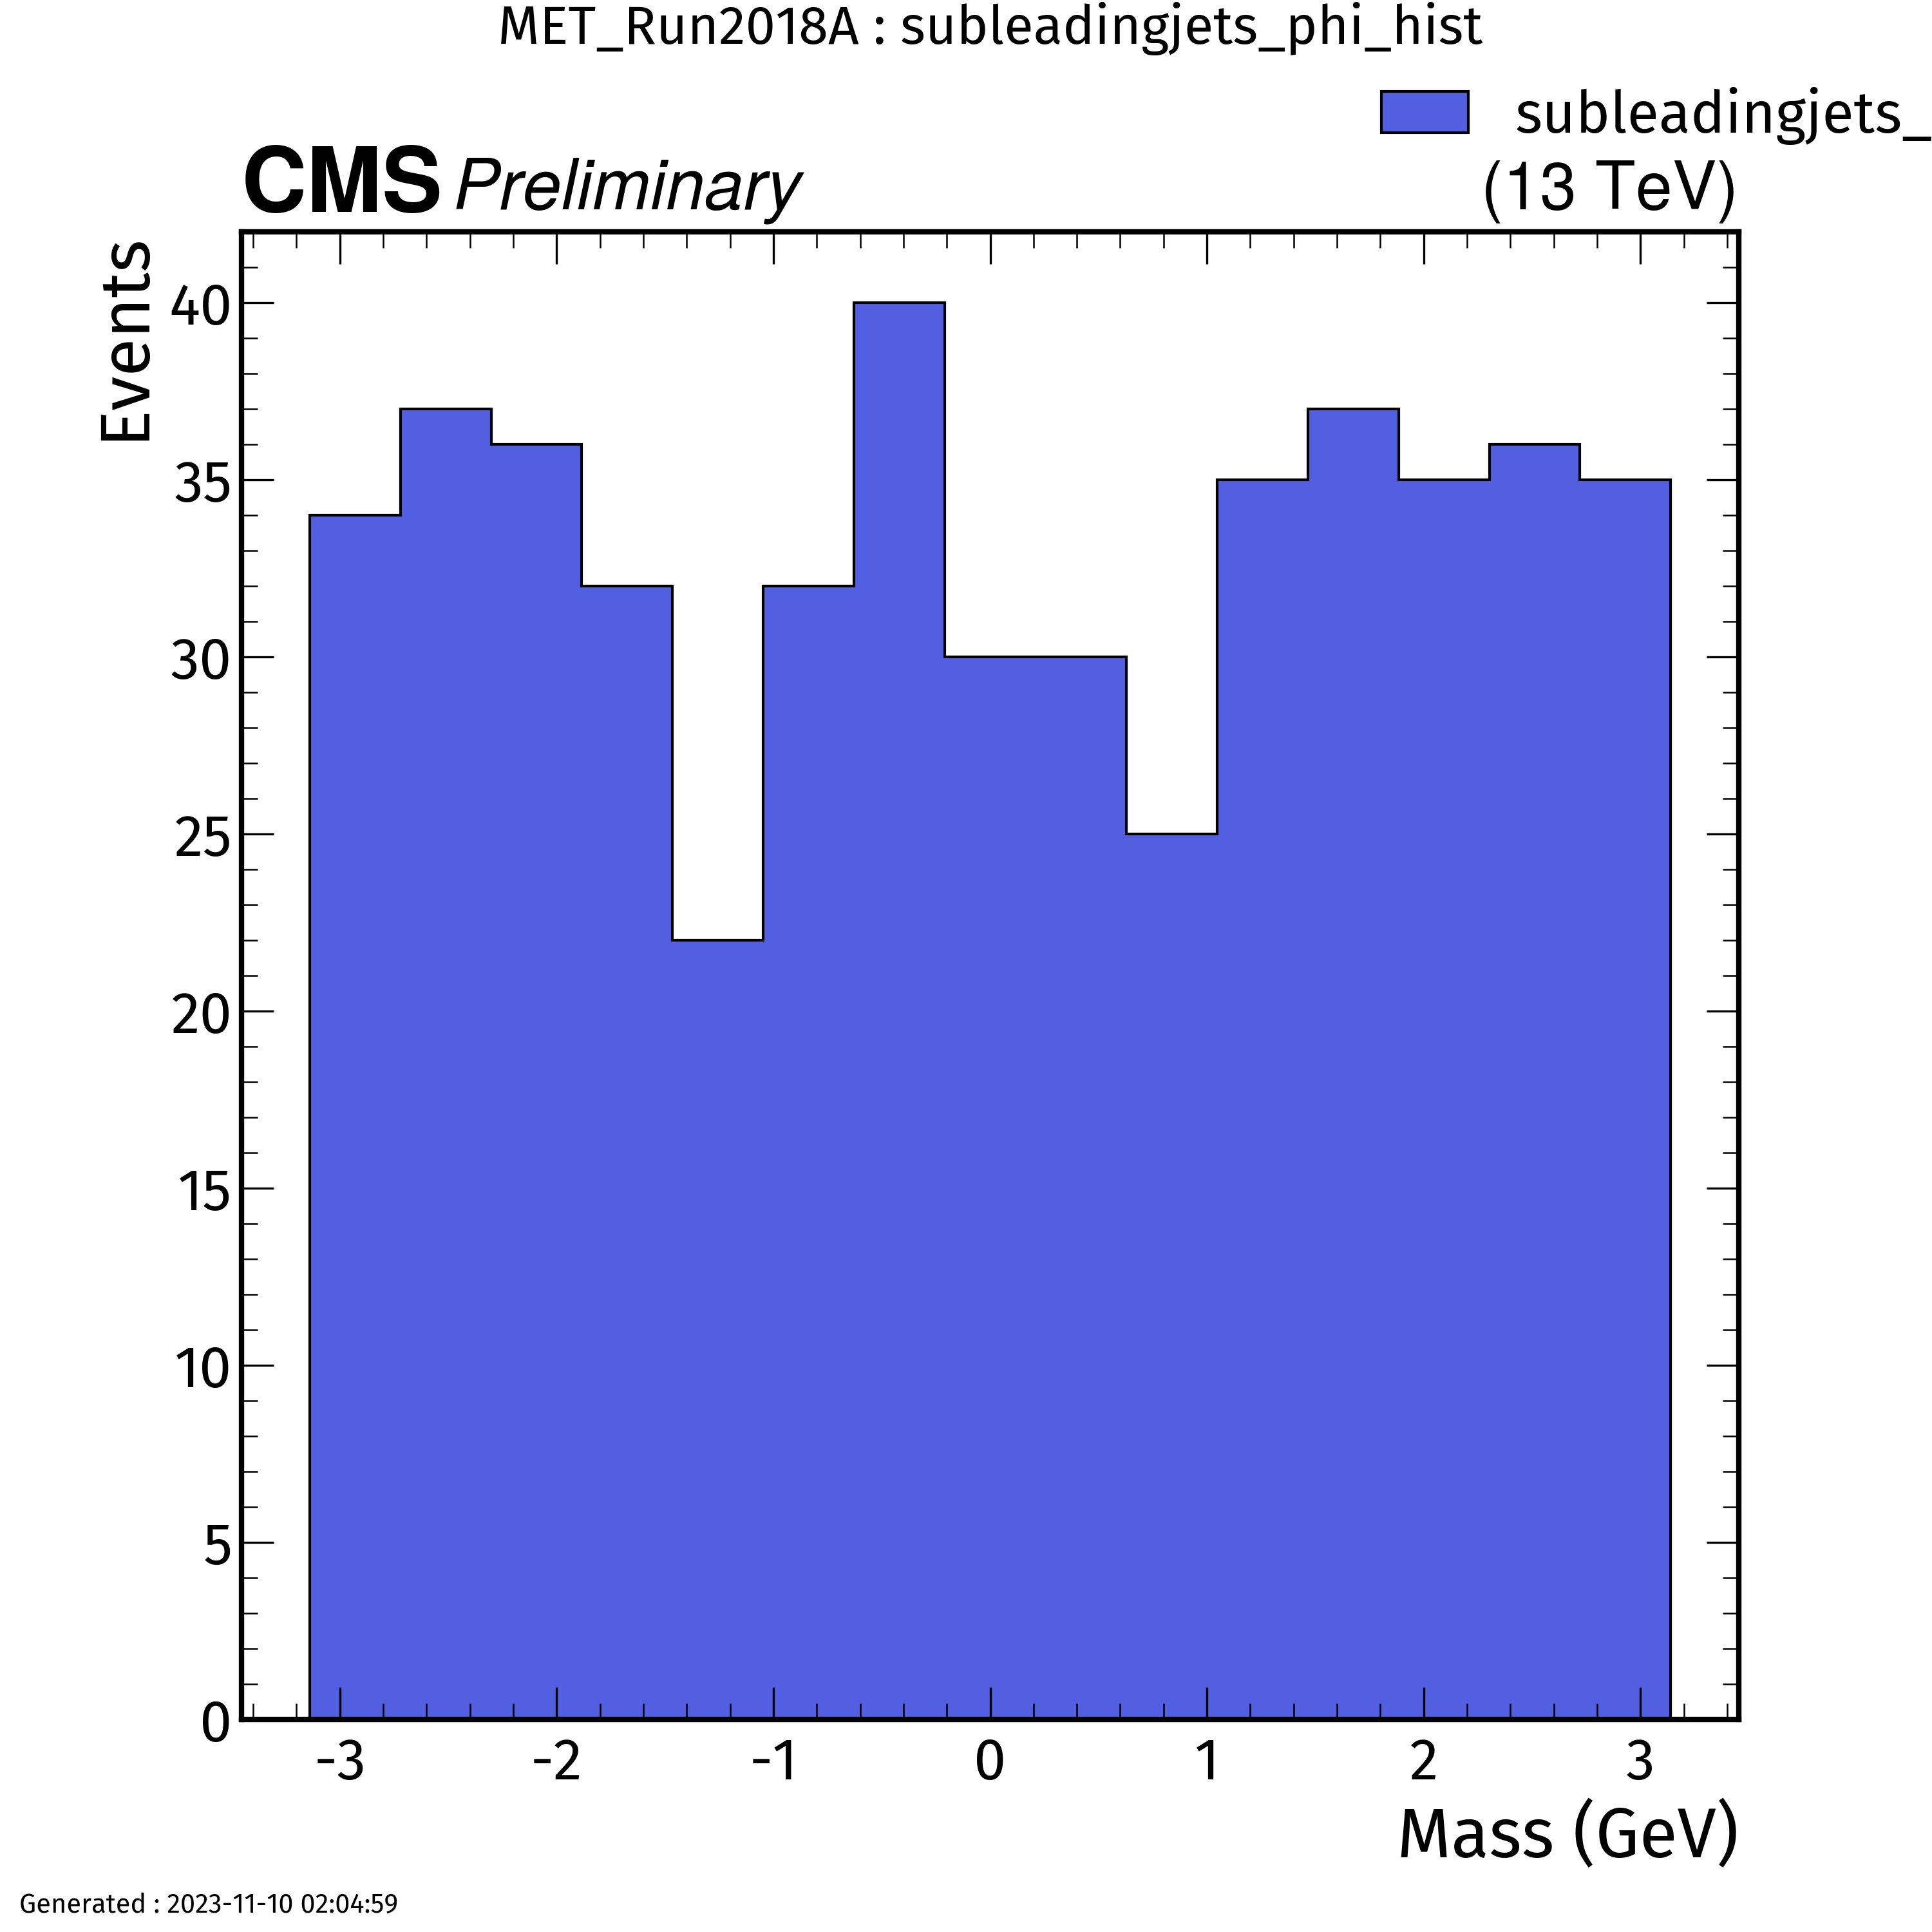 MET_Run2018A : subleadingjets_phi_hist
subleadingjets_
CMS Preliminary
(13 TeV)
Events
40
35
30
25
20
15
10
5
0
-3 -2 -1 0 1 2 3
Mass (GeV)
Generated : 2023-11-10 02:04:59